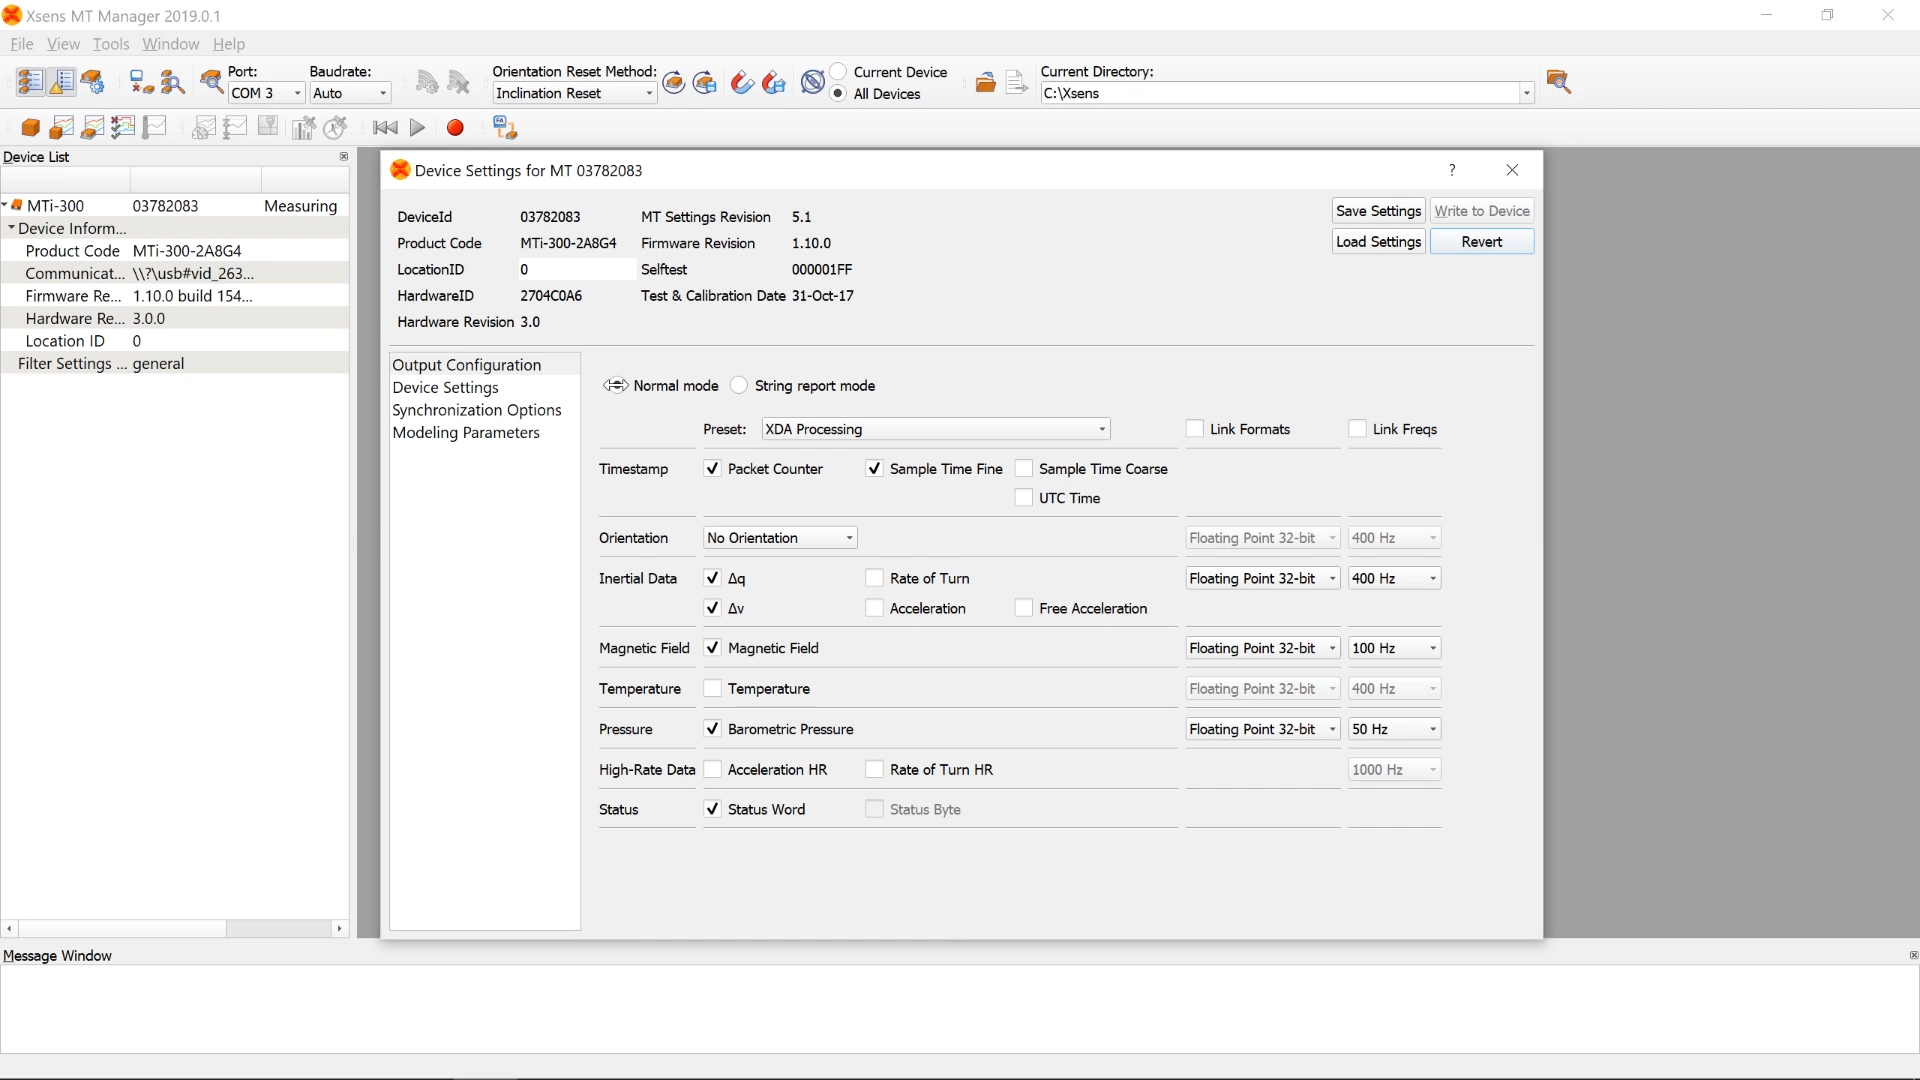 Xsens MT Manager 2019.0.1
File View Tools Window Help
Port: Baudrate: Orientation Reset Method: Current Device Current Directory:
COM 3 Auto Inclination Reset All Devices C:\Xsens
Device List
MTi-300 03782083 Measuring
Device Inform...
Product Code MTi-300-2A8G4
Communicat... \\?\usb#vid_263...
Firmware Re... 1.10.0 build 154...
Hardware Re... 3.0.0
Location ID 0
Filter Settings ... general
Device Settings for MT 03782083 ?
DeviceId 03782083 MT Settings Revision 5.1 Save Settings Write to Device
Product Code MTi-300-2A8G4 Firmware Revision 1.10.0 Load Settings Revert
LocationID 0 Selftest 000001FF
HardwareID 2704C0A6 Test & Calibration Date 31-Oct-17
Hardware Revision 3.0
Output Configuration
Device Settings
Synchronization Options
Modeling Parameters
Normal mode String report mode
Preset: XDA Processing Link Formats Link Freqs
Timestamp Packet Counter Sample Time Fine Sample Time Coarse
UTC Time
Orientation No Orientation Floating Point 32-bit 400 Hz
Inertial Data Δq Rate of Turn Floating Point 32-bit 400 Hz
Δv Acceleration Free Acceleration
Magnetic Field Magnetic Field Floating Point 32-bit 100 Hz
Temperature Temperature Floating Point 32-bit 400 Hz
Pressure Barometric Pressure Floating Point 32-bit 50 Hz
High-Rate Data Acceleration HR Rate of Turn HR 1000 Hz
Status Status Word Status Byte
Message Window